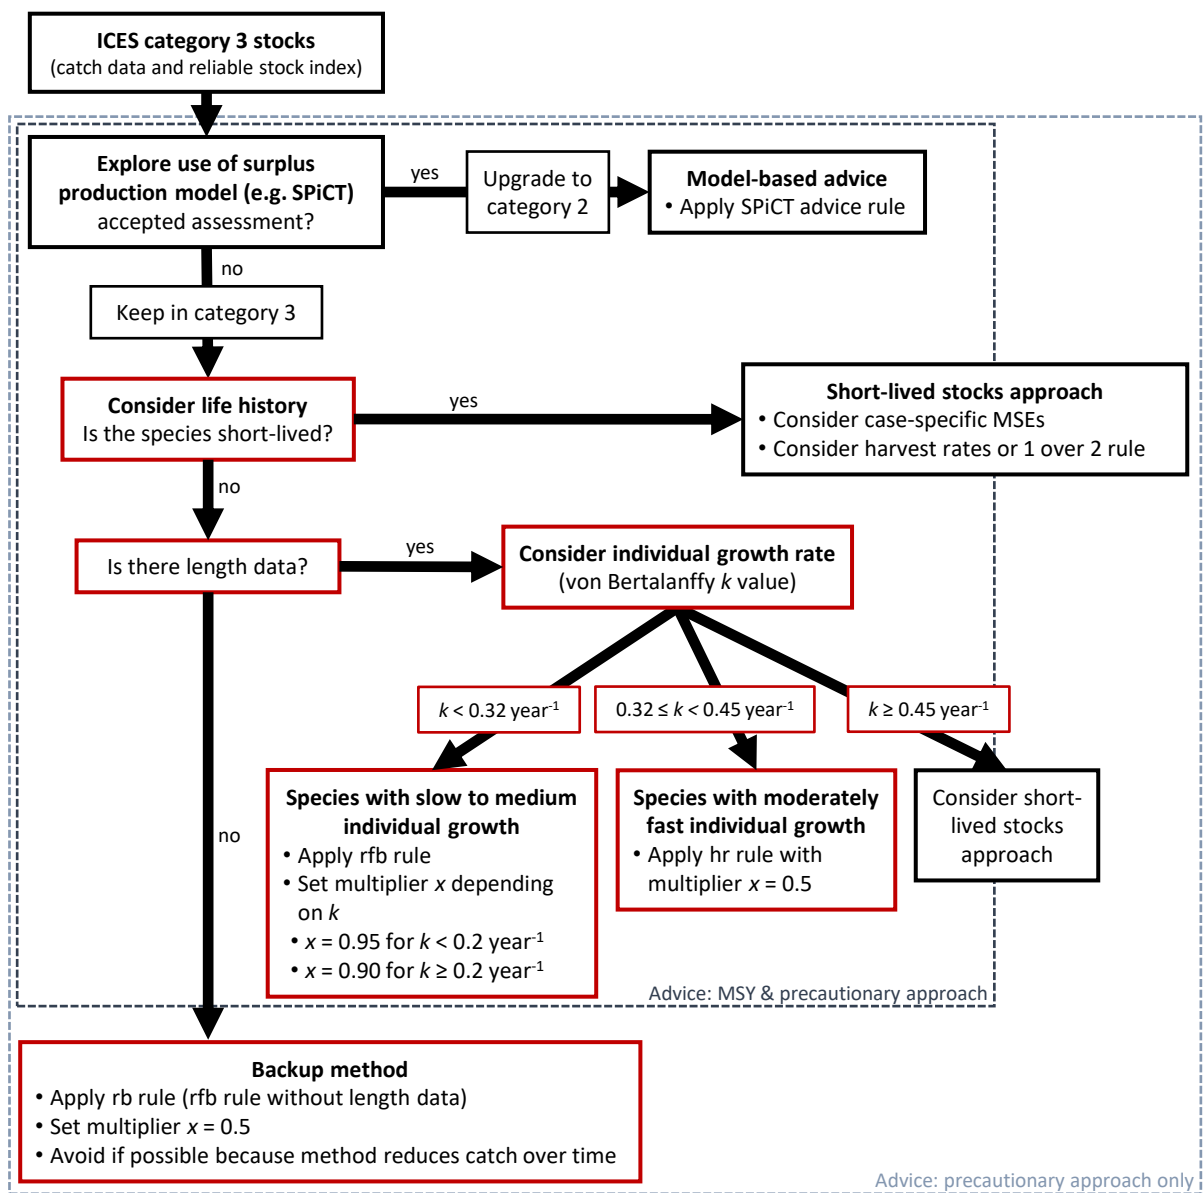 ICES category 3 stocks
(catch data and reliable stock index)
Explore use of surplus
production model (e.g. SPiCT)
accepted assessment?
yes
Upgrade to
category 2
Model-based advice
• Apply SPiCT advice rule
no
Keep in category 3
Consider life history
Is the species short-lived?
yes
Short-lived stocks approach
• Consider case-specific MSEs
• Consider harvest rates or 1 over 2 rule
no
Is there length data?
yes
Consider individual growth rate
(von Bertalanffy k value)
k < 0.32 year⁻¹
0.32 ≤ k < 0.45 year⁻¹
k ≥ 0.45 year⁻¹
Species with slow to medium
individual growth
• Apply rfb rule
• Set multiplier x depending
on k
• x = 0.95 for k < 0.2 year⁻¹
• x = 0.90 for k ≥ 0.2 year⁻¹
Species with moderately
fast individual growth
• Apply hr rule with
multiplier x = 0.5
Consider short-
lived stocks
approach
no
Advice: MSY & precautionary approach
Backup method
• Apply rb rule (rfb rule without length data)
• Set multiplier x = 0.5
• Avoid if possible because method reduces catch over time
Advice: precautionary approach only